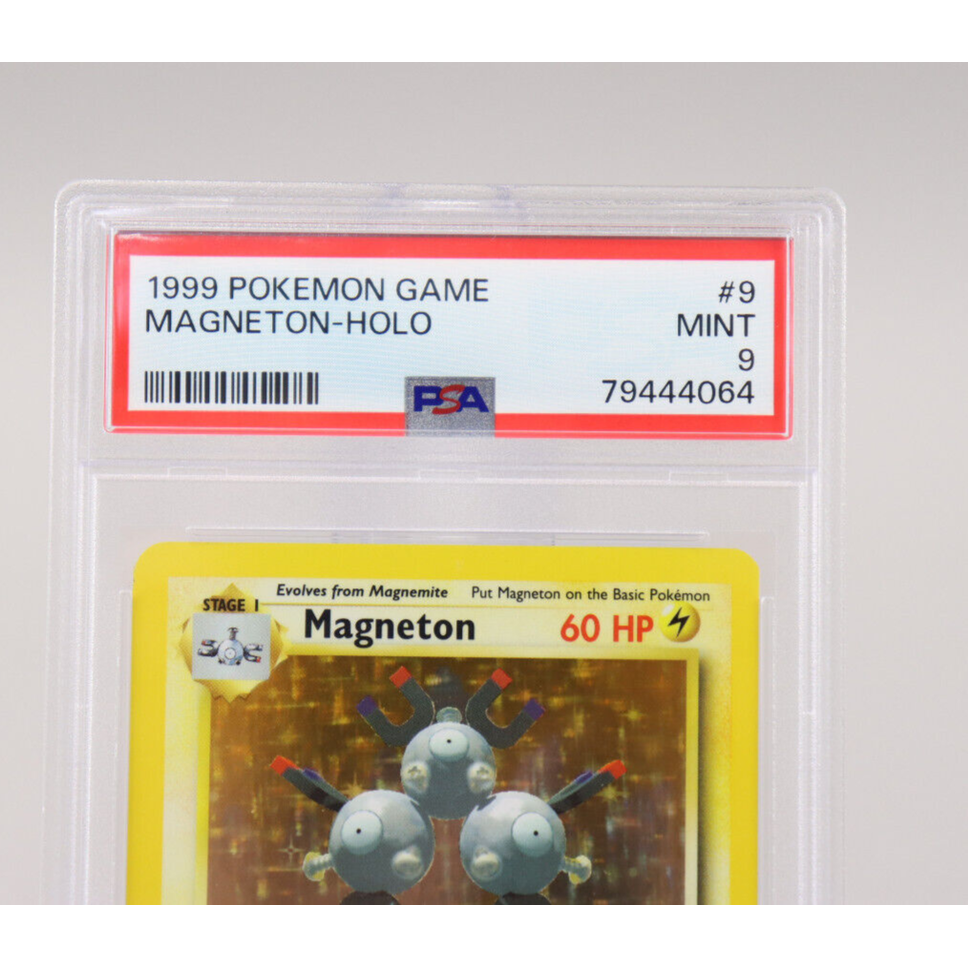 1999 POKEMON GAME #9
MAGNETON-HOLO MINT
9
PSA 79444064
Evolves from Magnemite Put Magneton on the Basic Pokémon
STAGE 1
Magneton 60 HP